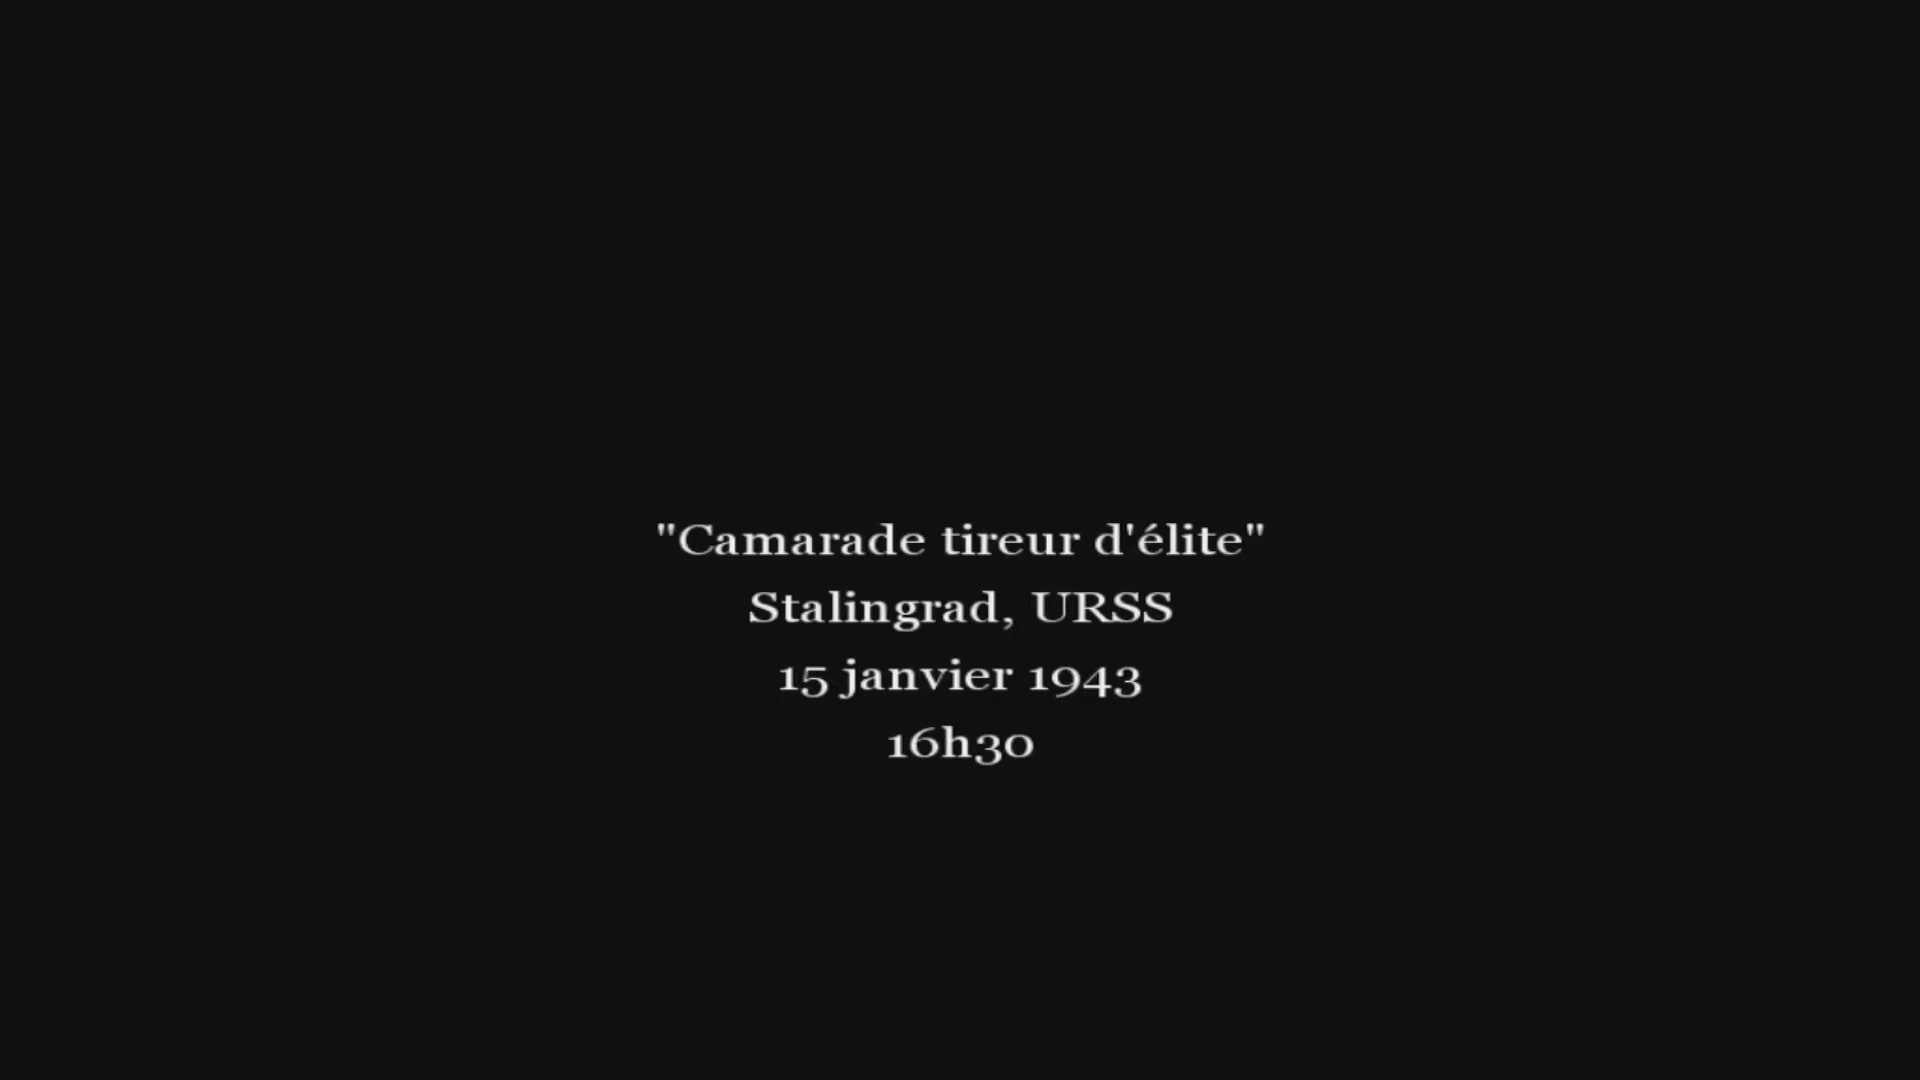 "Camarade tireur d'élite"
Stalingrad, URSS
15 janvier 1943
16h30